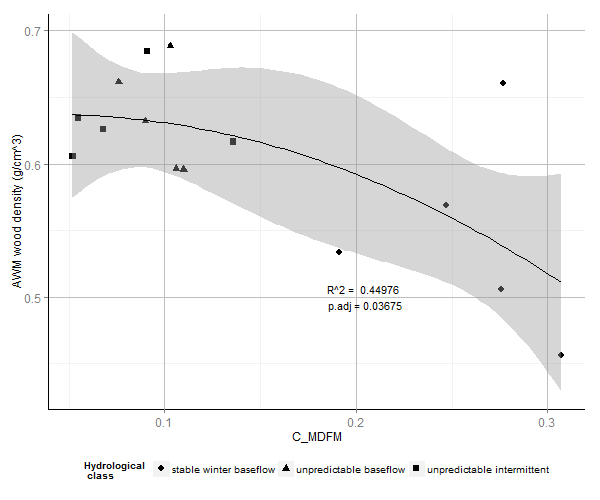 0.7
0.6
0.5
AWM wood density (g/cm^3)
R^2 = 0.44976
p.adj = 0.03675
0.1 0.2 0.3
C_MDFM
Hydrological
class
stable winter baseflow unpredictable baseflow unpredictable intermittent